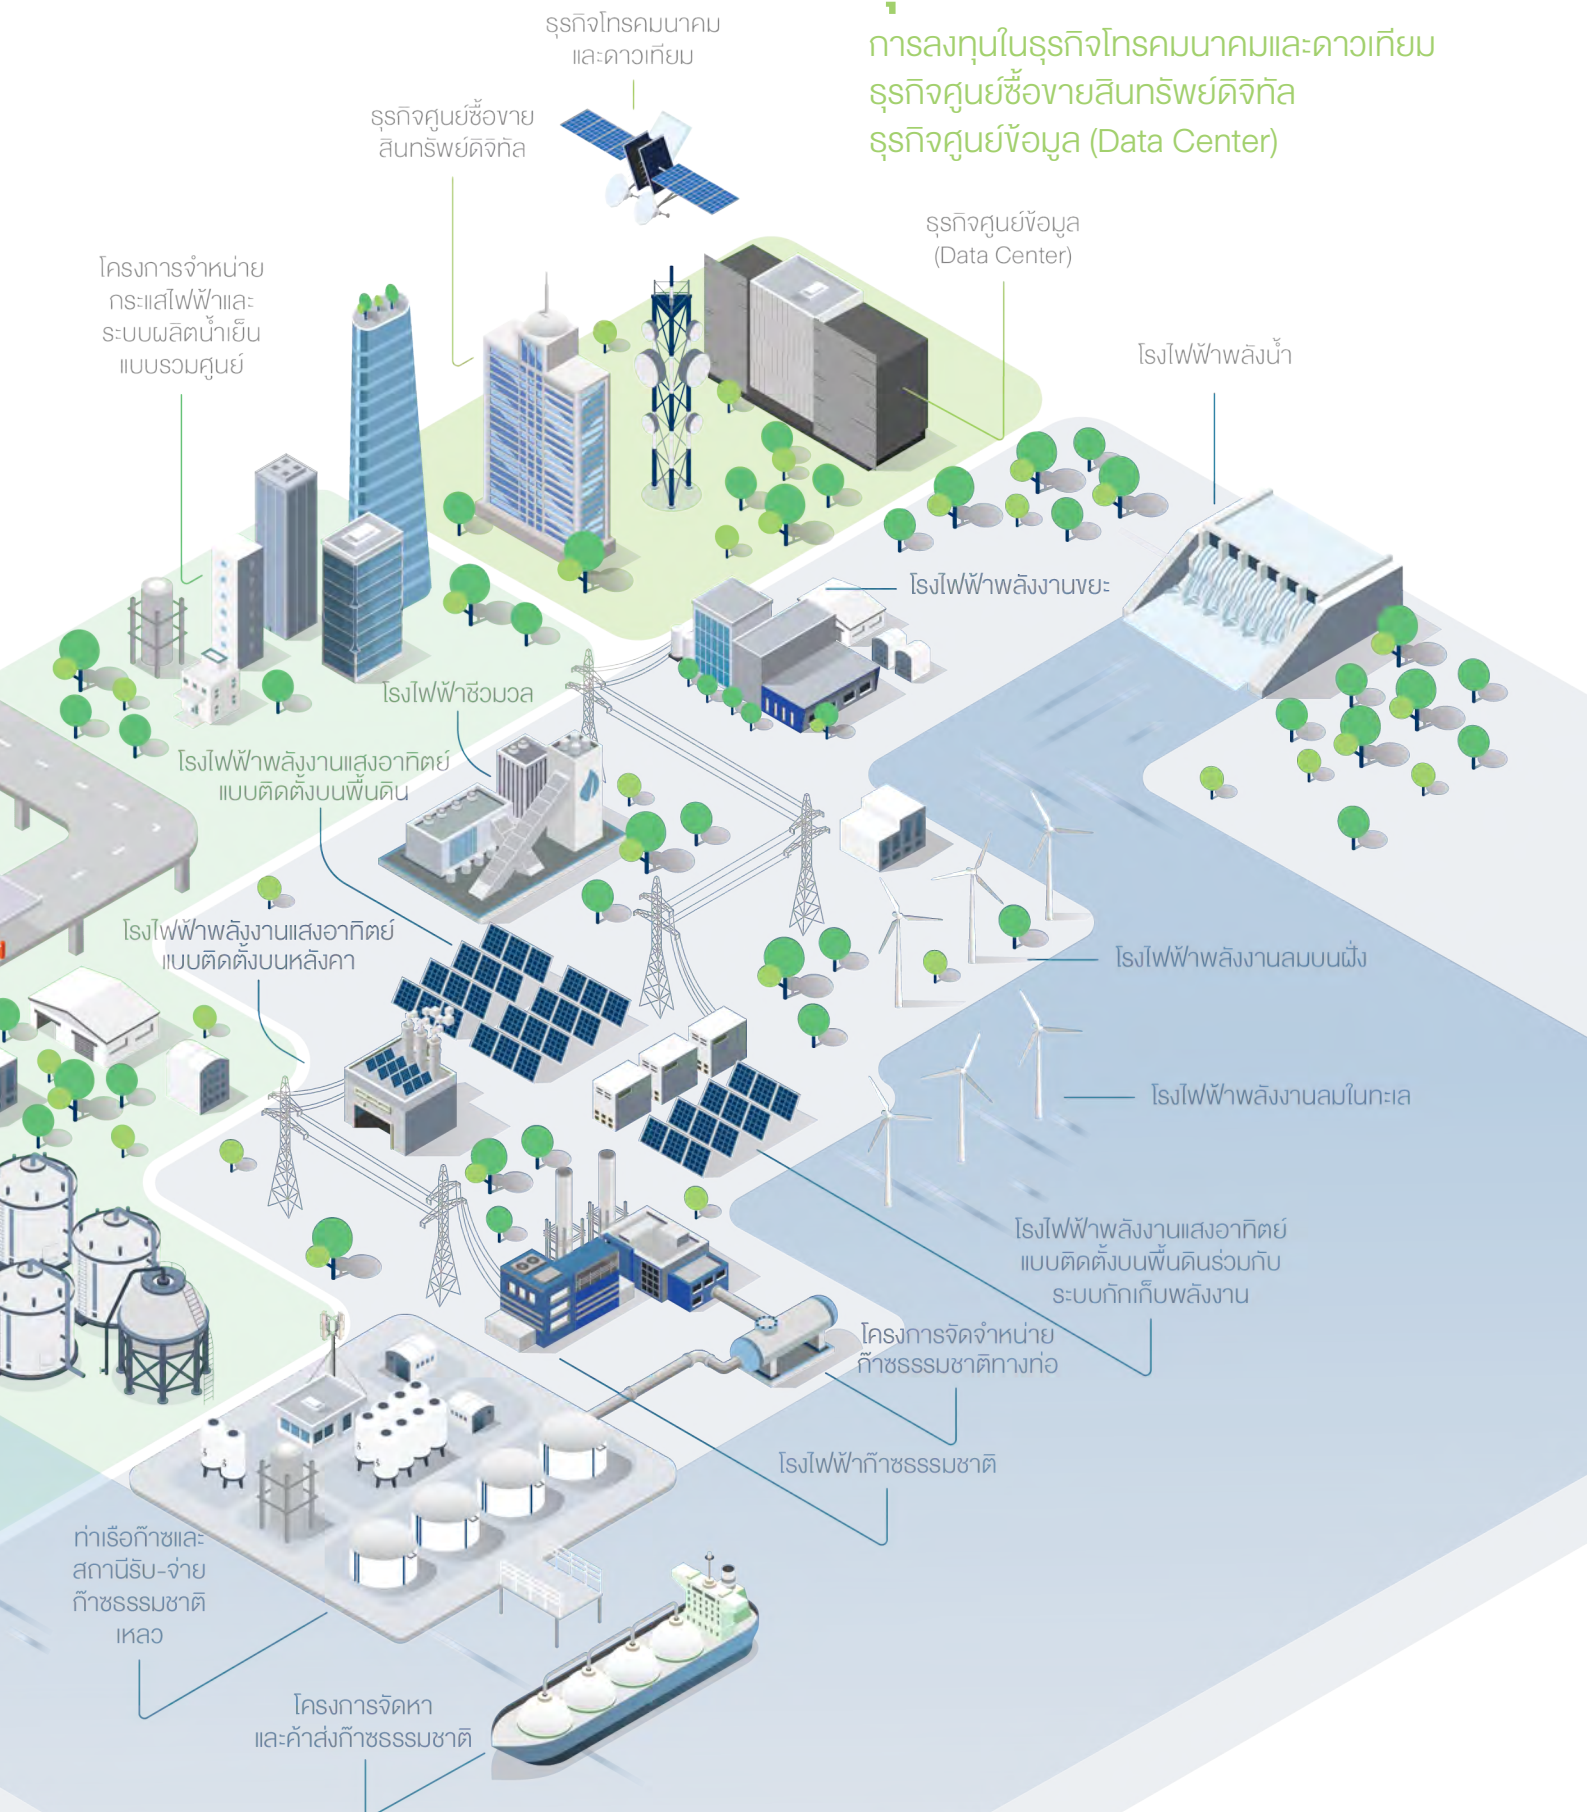 การลงทุนในธุรกิจโทรคมนาคมและดาวเทียม
ธุรกิจศูนย์ซื้อขายสินทรัพย์ดิจิทัล
ธุรกิจศูนย์ข้อมูล (Data Center)
ธุรกิจโทรคมนาคม
และดาวเทียม
ธุรกิจศูนย์ซื้อขาย
สินทรัพย์ดิจิทัล
ธุรกิจศูนย์ข้อมูล
(Data Center)
โครงการจำหน่าย
กระแสไฟฟ้าและ
ระบบผลิตน้ำเย็น
แบบรวมศูนย์
โรงไฟฟ้าพลังน้ำ
โรงไฟฟ้าพลังงานขยะ
โรงไฟฟ้าชีวมวล
โรงไฟฟ้าพลังงานแสงอาทิตย์
แบบติดตั้งบนพื้นดิน
โรงไฟฟ้าพลังงานแสงอาทิตย์
แบบติดตั้งบนหลังคา
โรงไฟฟ้าพลังงานลมบนฝั่ง
โรงไฟฟ้าพลังงานลมในทะเล
โรงไฟฟ้าพลังงานแสงอาทิตย์
แบบติดตั้งบนพื้นดินร่วมกับ
ระบบกักเก็บพลังงาน
โครงการจัดจำหน่าย
ก๊าซธรรมชาติทางท่อ
โรงไฟฟ้าก๊าซธรรมชาติ
ท่าเรือก๊าซและ
สถานีรับ-จ่าย
ก๊าซธรรมชาติ
เหลว
โครงการจัดหา
และค้าส่งก๊าซธรรมชาติ